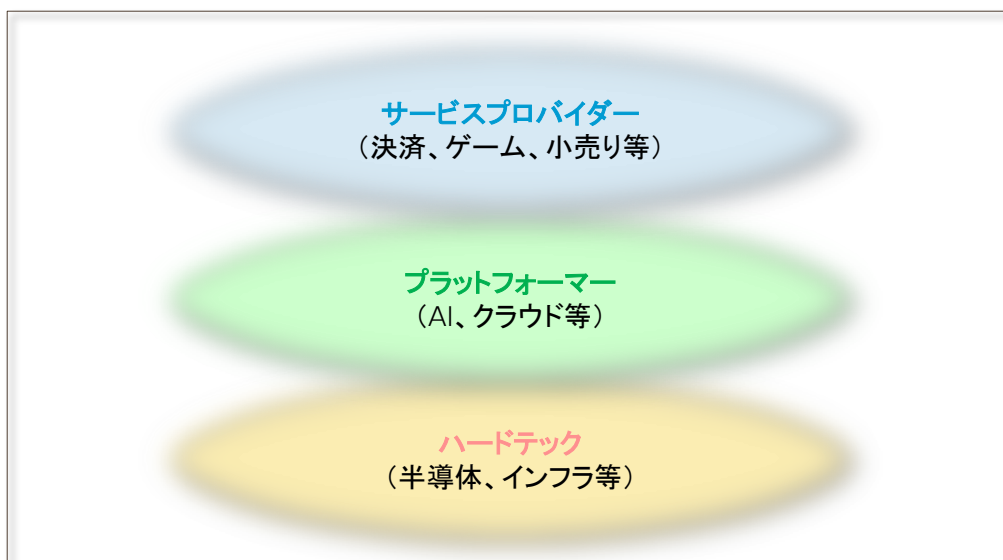 サービスプロバイダー
（決済、ゲーム、小売り等）
プラットフォーマー
（AI、クラウド等）
ハードテック
（半導体、インフラ等）